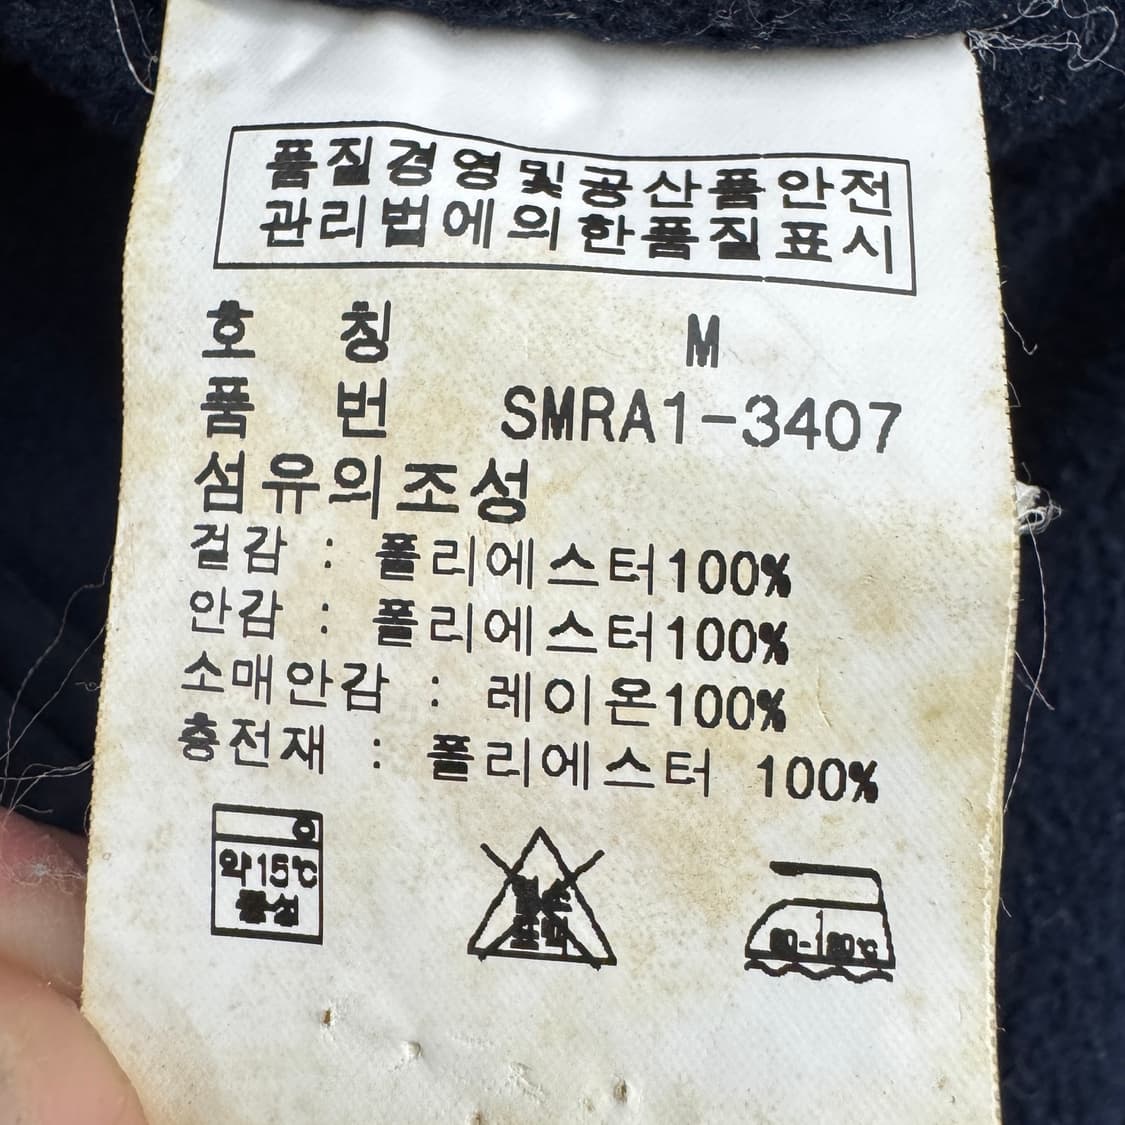 품질경영및공산품안전
관리법에의한품질표시
호 칭 M
품 번 SMRA1-3407
섬유의조성
겉감 : 폴리에스터100%
안감 : 폴리에스터100%
소매안감 : 레이온100%
충전재 : 폴리에스터 100%
약15℃
중성